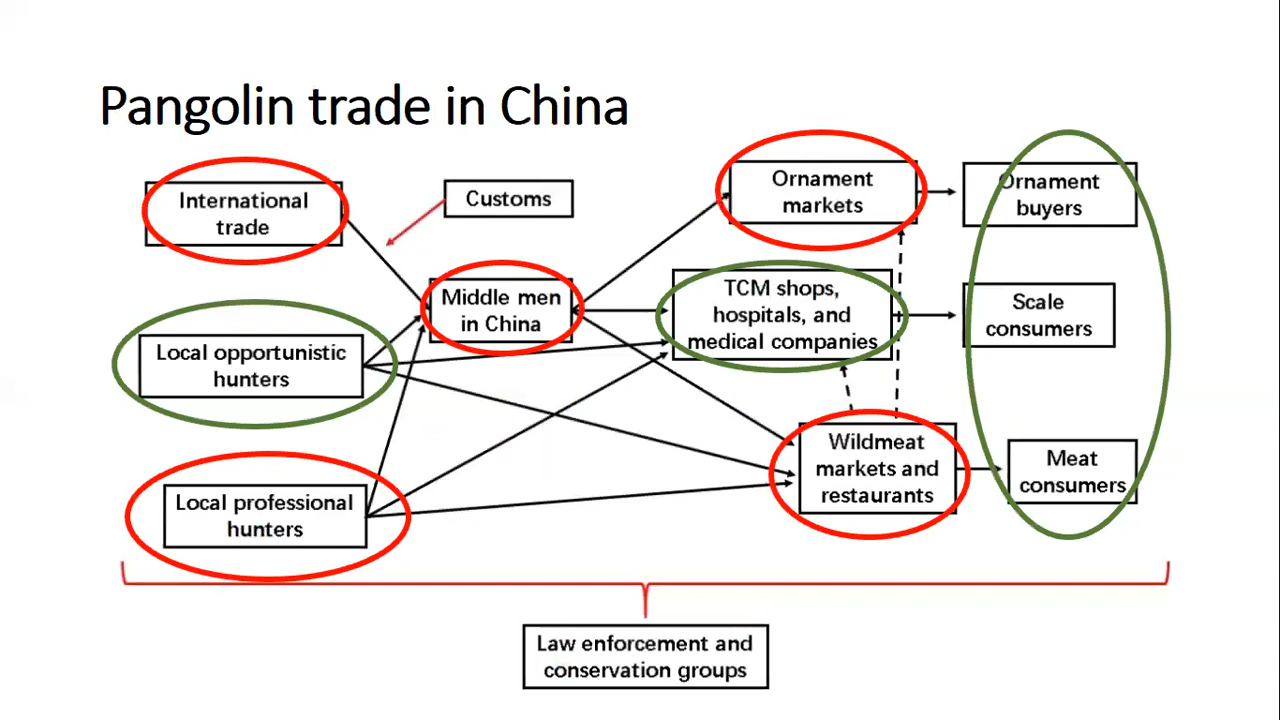 Pangolin trade in China
International
trade
Customs
Ornament
markets
Ornament
buyers
Middle men
in China
TCM shops,
hospitals, and
medical companies
Scale
consumers
Local opportunistic
hunters
Wildmeat
markets and
restaurants
Meat
consumers
Local professional
hunters
Law enforcement and
conservation groups